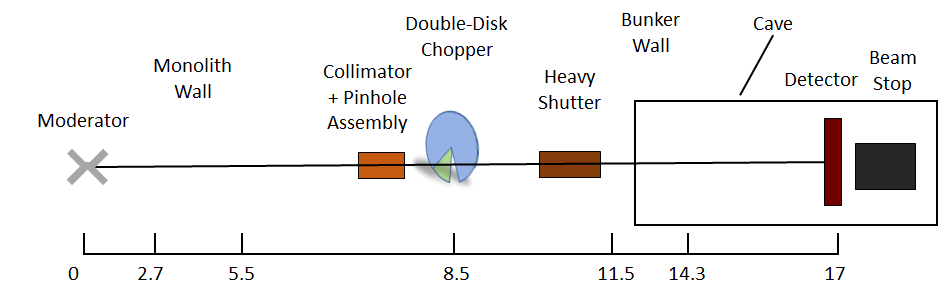 Double-Disk
Chopper
Bunker
Wall
Cave
Monolith
Wall
Collimator
+ Pinhole
Assembly
Heavy
Shutter
Detector
Beam
Stop
Moderator
0
2.7
5.5
8.5
11.5
14.3
17